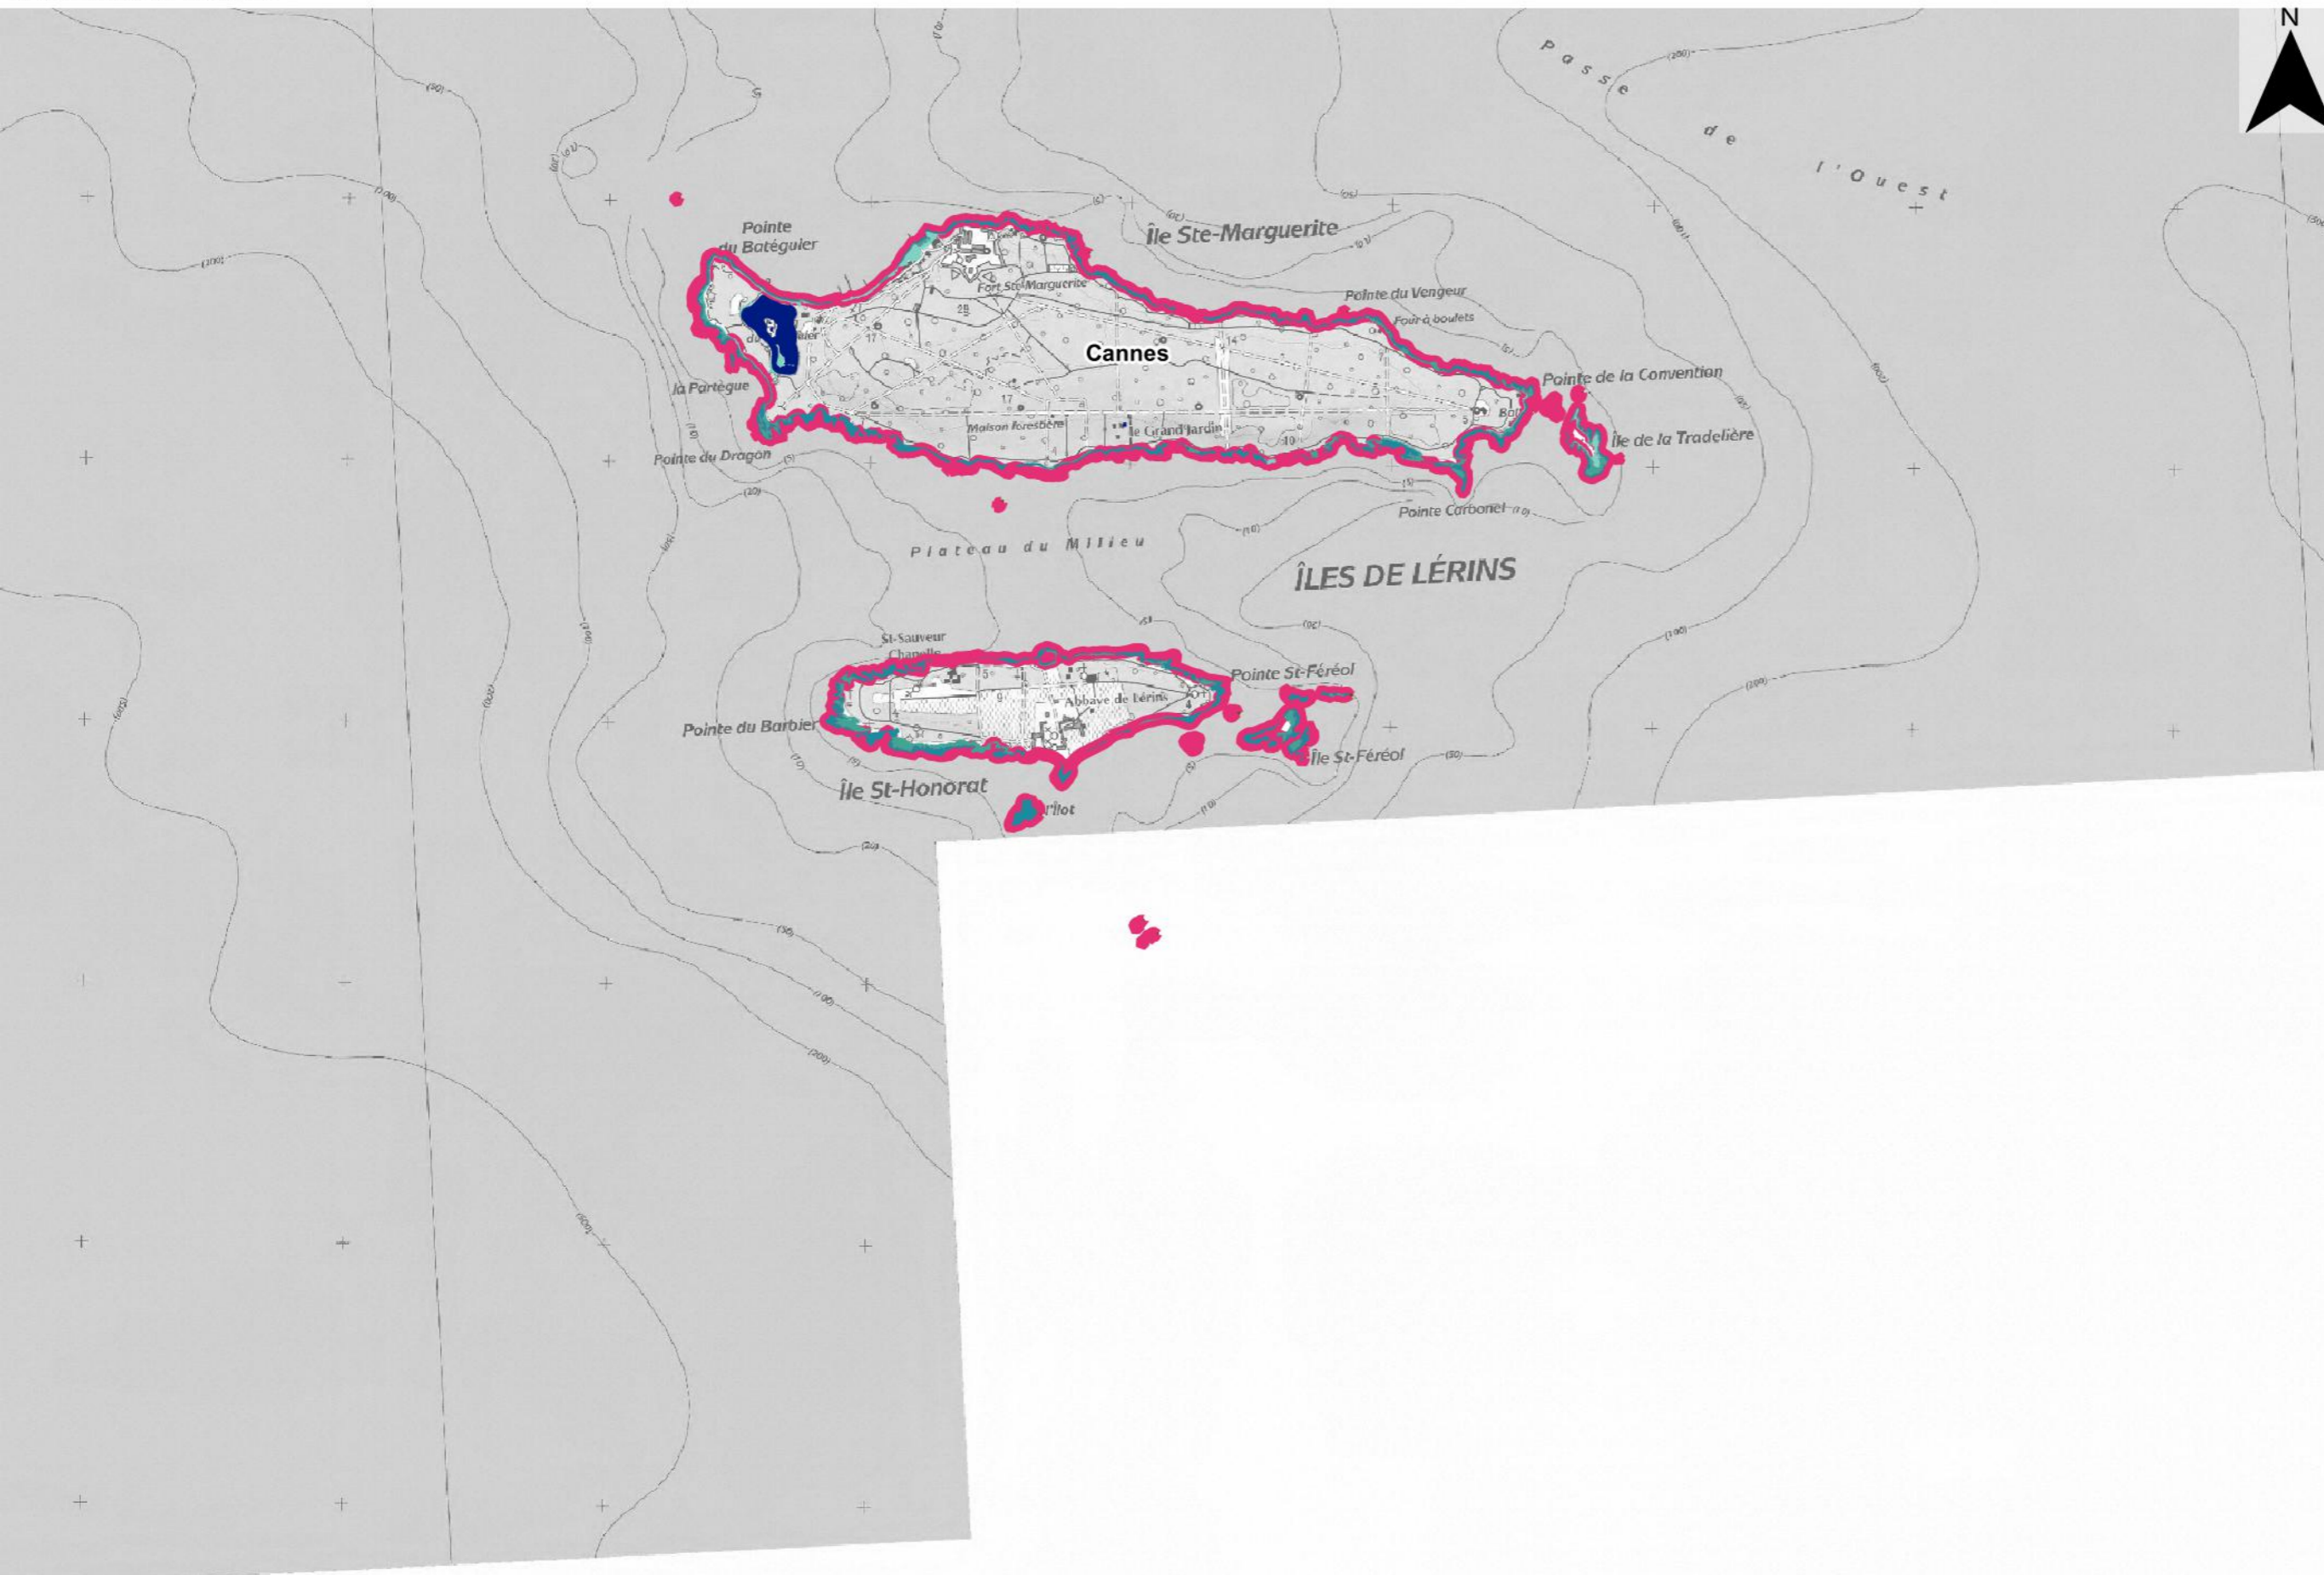 N
Passe
de
l'Ouest
Pointe
du Batéguier
Île Ste-Marguerite
Fort Ste-Marguerite
Pointe du Vengeur
Four à boulets
Cannes
Pointe de la Convention
la Partègue
Maison forestière
le Grand Jardin
Île de la Tradelière
Pointe du Dragon
Pointe Carbonel
Plateau du Milieu
ÎLES DE LÉRINS
St-Sauveur
Chapelle
Pointe St-Féréol
Abbaye de Lérins
Pointe du Barbier
Île St-Féréol
Île St-Honorat
l'Îlot